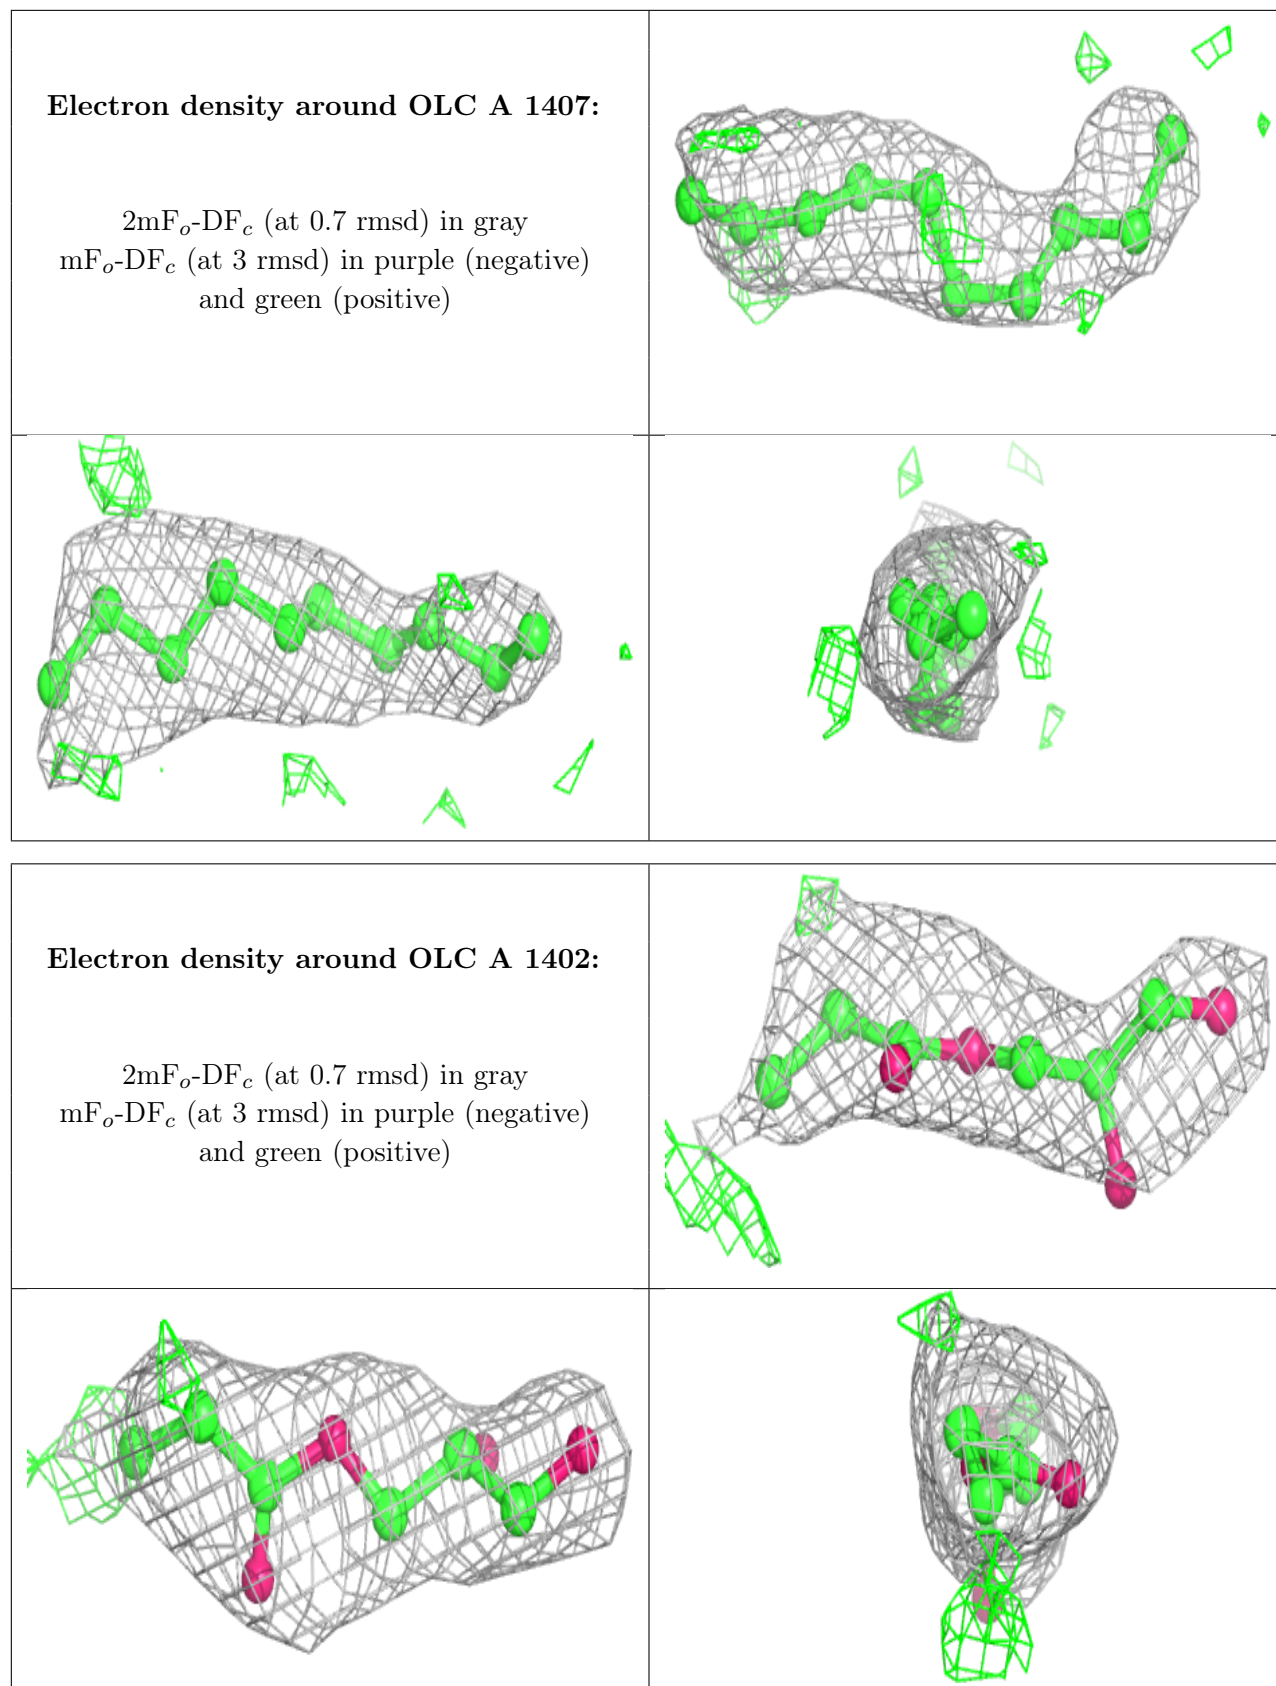 Electron density around OLC A 1407:
2mFo-DFc (at 0.7 rmsd) in gray
mFo-DFc (at 3 rmsd) in purple (negative)
and green (positive)
Electron density around OLC A 1402:
2mFo-DFc (at 0.7 rmsd) in gray
mFo-DFc (at 3 rmsd) in purple (negative)
and green (positive)